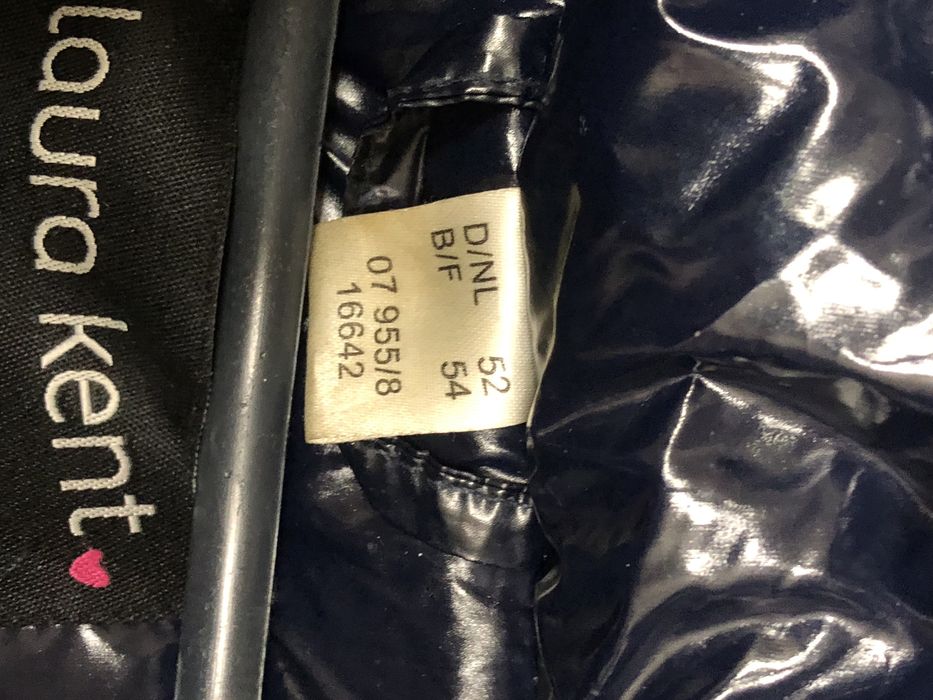 laura kent
D/NL 52
B/F 54
07 955/8
16642